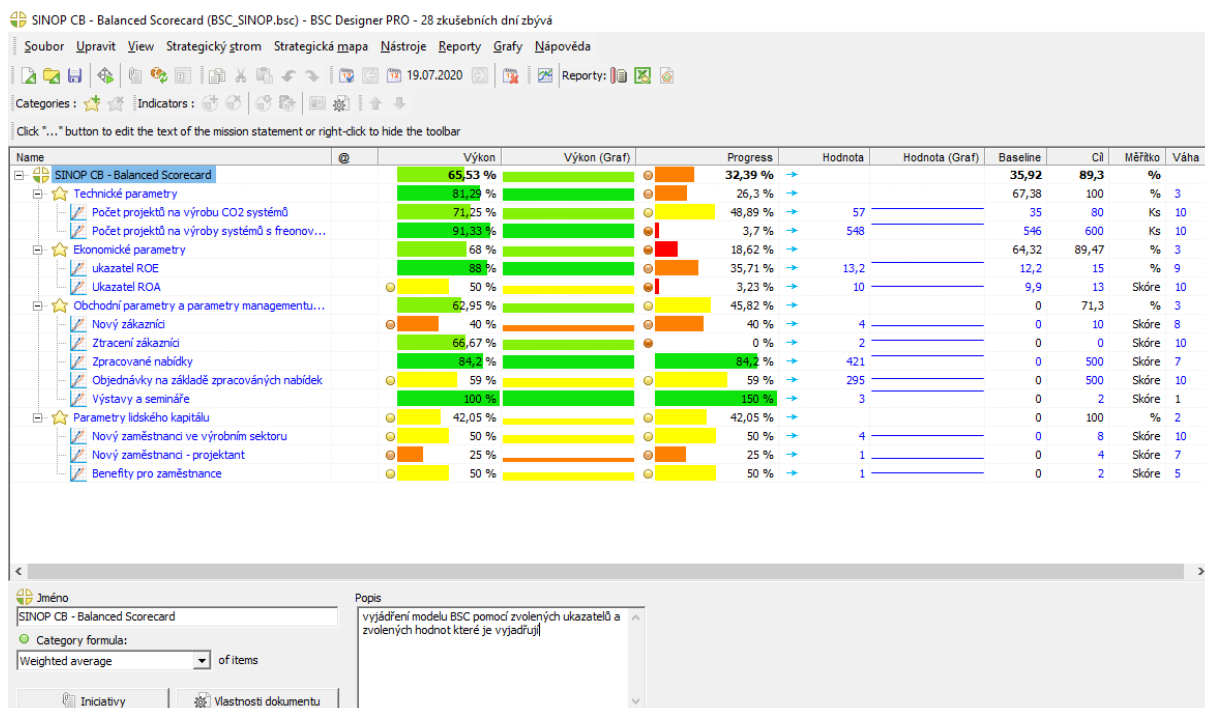 SINOP CB - Balanced Scorecard (BSC_SINOP.bsc) - BSC Designer PRO - 28 zkušebních dní zbývá
Soubor Upravit View Strategický strom Strategická mapa Nástroje Reporty Grafy Nápověda
19.07.2020 Reporty:
Categories : Indicators :
Click "..." button to edit the text of the mission statement or right-click to hide the toolbar
Name @ Výkon Výkon (Graf) Progress Hodnota Hodnota (Graf) Baseline Cíl Měřítko Váha
SINOP CB - Balanced Scorecard 65,53 % 32,39 % 35,92 89,3 %
Technické parametry 81,29 % 26,3 % 67,38 100 % 3
Počet projektů na výrobu CO2 systémů 71,25 % 48,89 % 57 35 80 Ks 10
Počet projektů na výroby systémů s freonov... 91,33 % 3,7 % 548 546 600 Ks 10
Ekonomické parametry 68 % 18,62 % 64,32 89,47 % 3
ukazatel ROE 88 % 35,71 % 13,2 12,2 15 % 9
Ukazatel ROA 50 % 3,23 % 10 9,9 13 Skóre 10
Obchodní parametry a parametry managementu... 62,95 % 45,82 % 0 71,3 % 3
Nový zákazníci 40 % 40 % 4 0 10 Skóre 8
Ztracení zákazníci 66,67 % 0 % 2 0 0 Skóre 10
Zpracované nabídky 84,2 % 84,2 % 421 0 500 Skóre 7
Objednávky na základě zpracováných nabídek 59 % 59 % 295 0 500 Skóre 10
Výstavy a semináře 100 % 150 % 3 0 2 Skóre 1
Parametry lidského kapitálu 42,05 % 42,05 % 0 100 % 2
Nový zaměstnanci ve výrobním sektoru 50 % 50 % 4 0 8 Skóre 10
Nový zaměstnanci - projektant 25 % 25 % 1 0 4 Skóre 7
Benefity pro zaměstnance 50 % 50 % 1 0 2 Skóre 5
Jméno Popis
SINOP CB - Balanced Scorecard vyjádření modelu BSC pomocí zvolených ukazatelů a
zvolených hodnot které je vyjadřují
Category formula:
Weighted average of items
Iniciativy Vlastnosti dokumentu